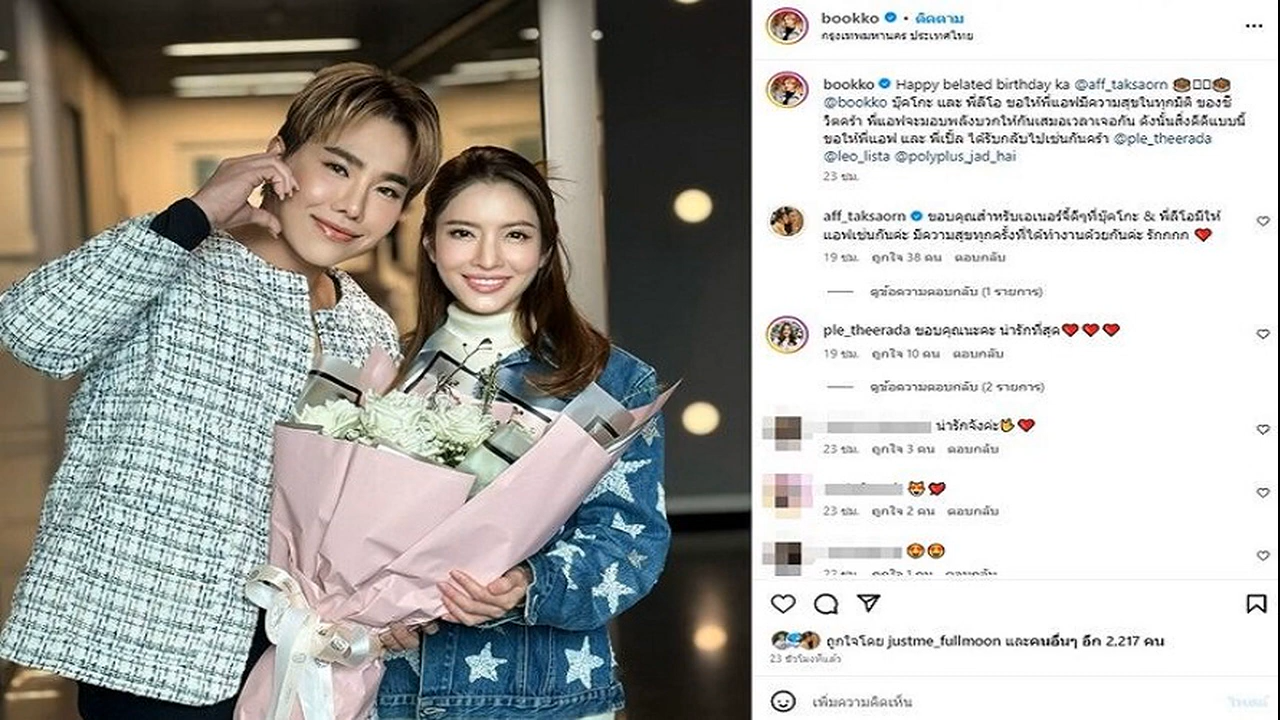 bookko • ติดตาม
กรุงเทพมหานคร ประเทศไทย
bookko Happy belated birthday ka @aff_taksaorn
@bookko บุ๊คโกะ และ พี่ลีโอ ขอให้พี่แอฟมีความสุขในทุกมิติ ของชี
วิตคร้า พี่แอฟจะมอบพลังบวกให้กันเสมอเวลาเจอกัน ดังนั้นสิ่งดีดีแบบนี้
ขอให้พี่แอฟ และ พี่เปิ้ล ได้รับกลับไปเช่นกันคร้า @ple_theerada
@leo_lista @polyplus_jad_hai
23 ชม.
aff_taksaorn ขอบคุณสำหรับเอเนอร์จี้ดีๆที่บุ๊คโกะ & พี่ลีโอมีให้
แอฟเช่นกันค่ะ มีความสุขทุกครั้งที่ได้ทำงานด้วยกันค่ะ รักกกก ❤️
19 ชม. ถูกใจ 38 คน ตอบกลับ
ดูข้อความตอบกลับ (1 รายการ)
ple_theerada ขอบคุณนะคะ น่ารักที่สุด❤️❤️❤️
19 ชม. ถูกใจ 10 คน ตอบกลับ
ดูข้อความตอบกลับ (2 รายการ)
น่ารักจังค่ะ
23 ชม. ถูกใจ 3 คน ตอบกลับ
23 ชม. ถูกใจ 2 คน ตอบกลับ
22 ชม. ถูกใจ 1 คน ตอบกลับ
ถูกใจโดย justme_fullmoon และคนอื่นๆ อีก 2,217 คน
23 ชั่วโมงที่แล้ว
เพิ่มความคิดเห็น
โพสต์